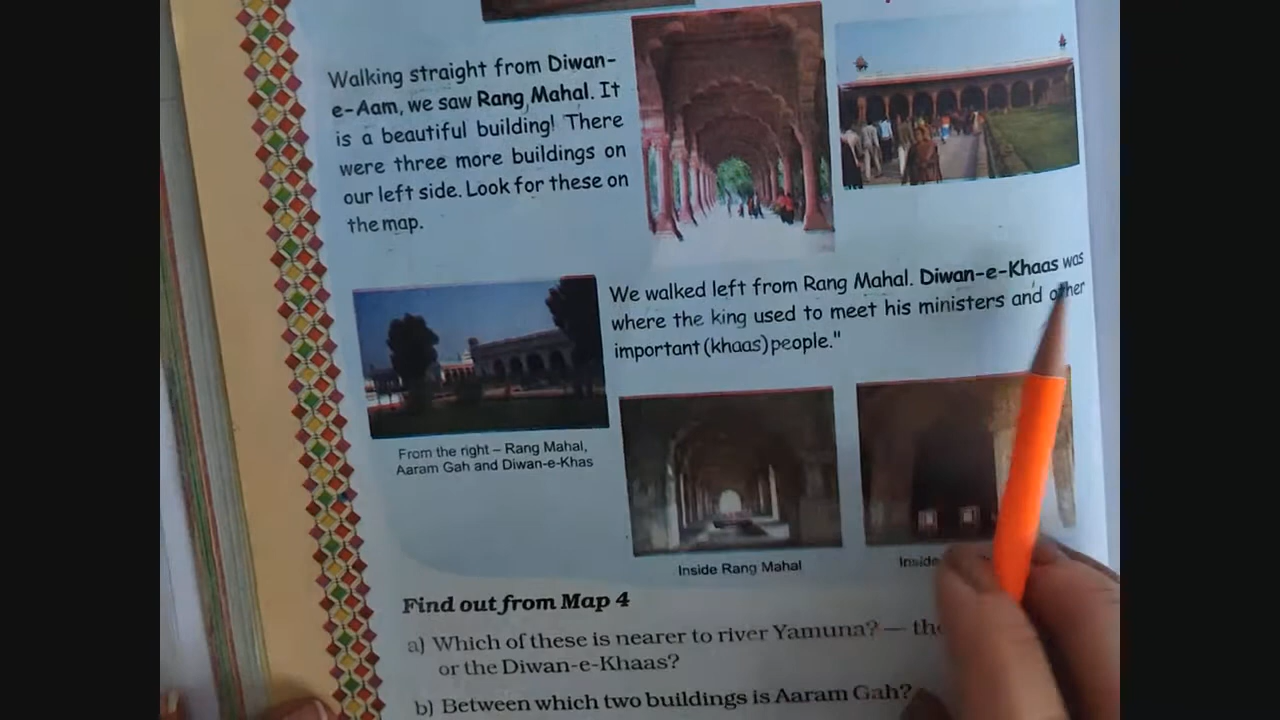 Walking straight from Diwan-
e-Aam, we saw Rang Mahal. It
is a beautiful building! There
were three more buildings on
our left side. Look for these on
the map.
We walked left from Rang Mahal. Diwan-e-Khaas was
where the king used to meet his ministers and other
important (khaas) people."
From the right – Rang Mahal,
Aaram Gah and Diwan-e-Khas
Inside Rang Mahal
Inside
Find out from Map 4
a) Which of these is nearer to river Yamuna? — the
or the Diwan-e-Khaas?
b) Between which two buildings is Aaram Gah?